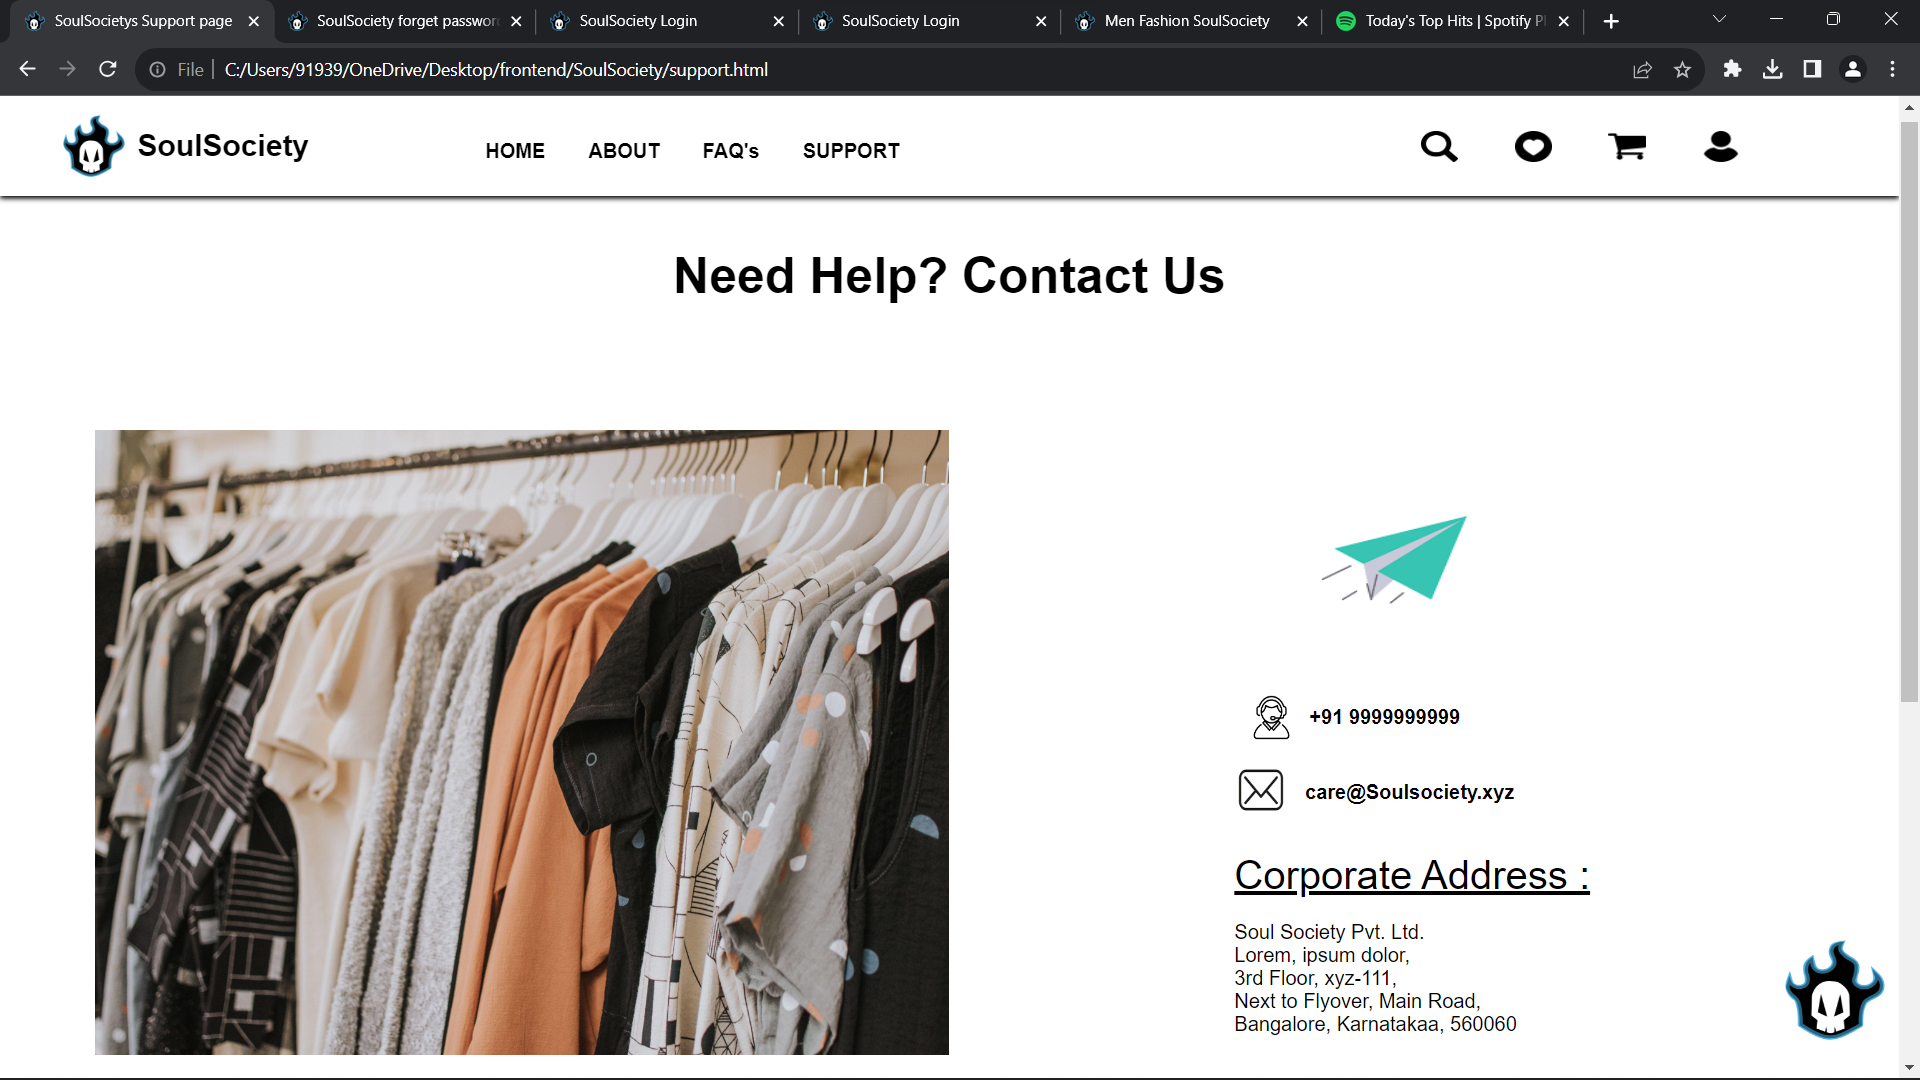 SoulSocietys Support page
SoulSociety forget passwor
SoulSociety Login
SoulSociety Login
Men Fashion SoulSociety
Today's Top Hits | Spotify Pl
File
C:/Users/91939/OneDrive/Desktop/frontend/SoulSociety/support.html
SoulSociety
HOME
ABOUT
FAQ's
SUPPORT
Need Help? Contact Us
+91 9999999999
care@Soulsociety.xyz
Corporate Address :
Soul Society Pvt. Ltd.
Lorem, ipsum dolor,
3rd Floor, xyz-111,
Next to Flyover, Main Road,
Bangalore, Karnatakaa, 560060